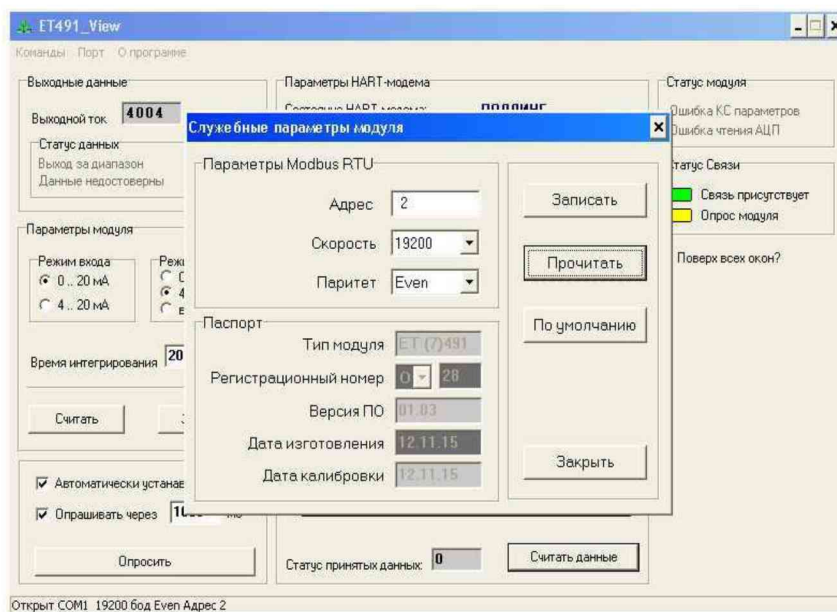 ET491_View
Команды Порт О программе
Выходные данные
Выходной ток 4004
Статус данных
Выход за диапазон
Данные недостоверны
Параметры модуля
Режим входа
0 .. 20 мА
4 .. 20 мА
Время интегрирования 20
Считать
Автоматически
Опрашивать через
Опросить
Параметры HART-модема
Служебные параметры модуля
Параметры Modbus RTU
Адрес 2
Скорость 19200
Паритет Even
Паспорт
Тип модуля ET (7)491
Регистрационный номер 0 28
Версия ПО 01.03
Дата изготовления 12.11.15
Дата калибровки 12.11.15
Записать
Прочитать
По умолчанию
Закрыть
Статус принятых данных: 0
Считать данные
Статус модуля
Ошибка КС параметров
Ошибка чтения АЦП
Статус Связи
Связь присутствует
Опрос модуля
Поверх всех окон?
Открыт COM1 19200 бод Even Адрес 2